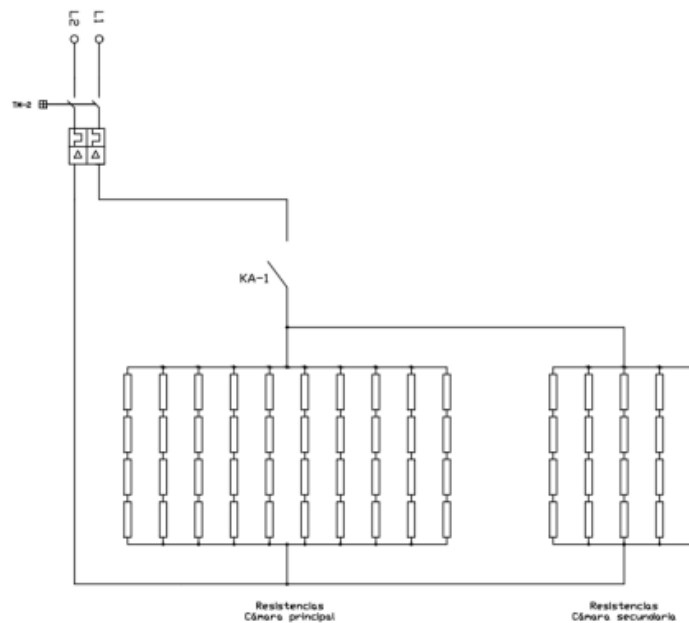 L2 L1
TM-2
KA-1
Resistencias
Cámara principal
Resistencias
Cámara secundaria